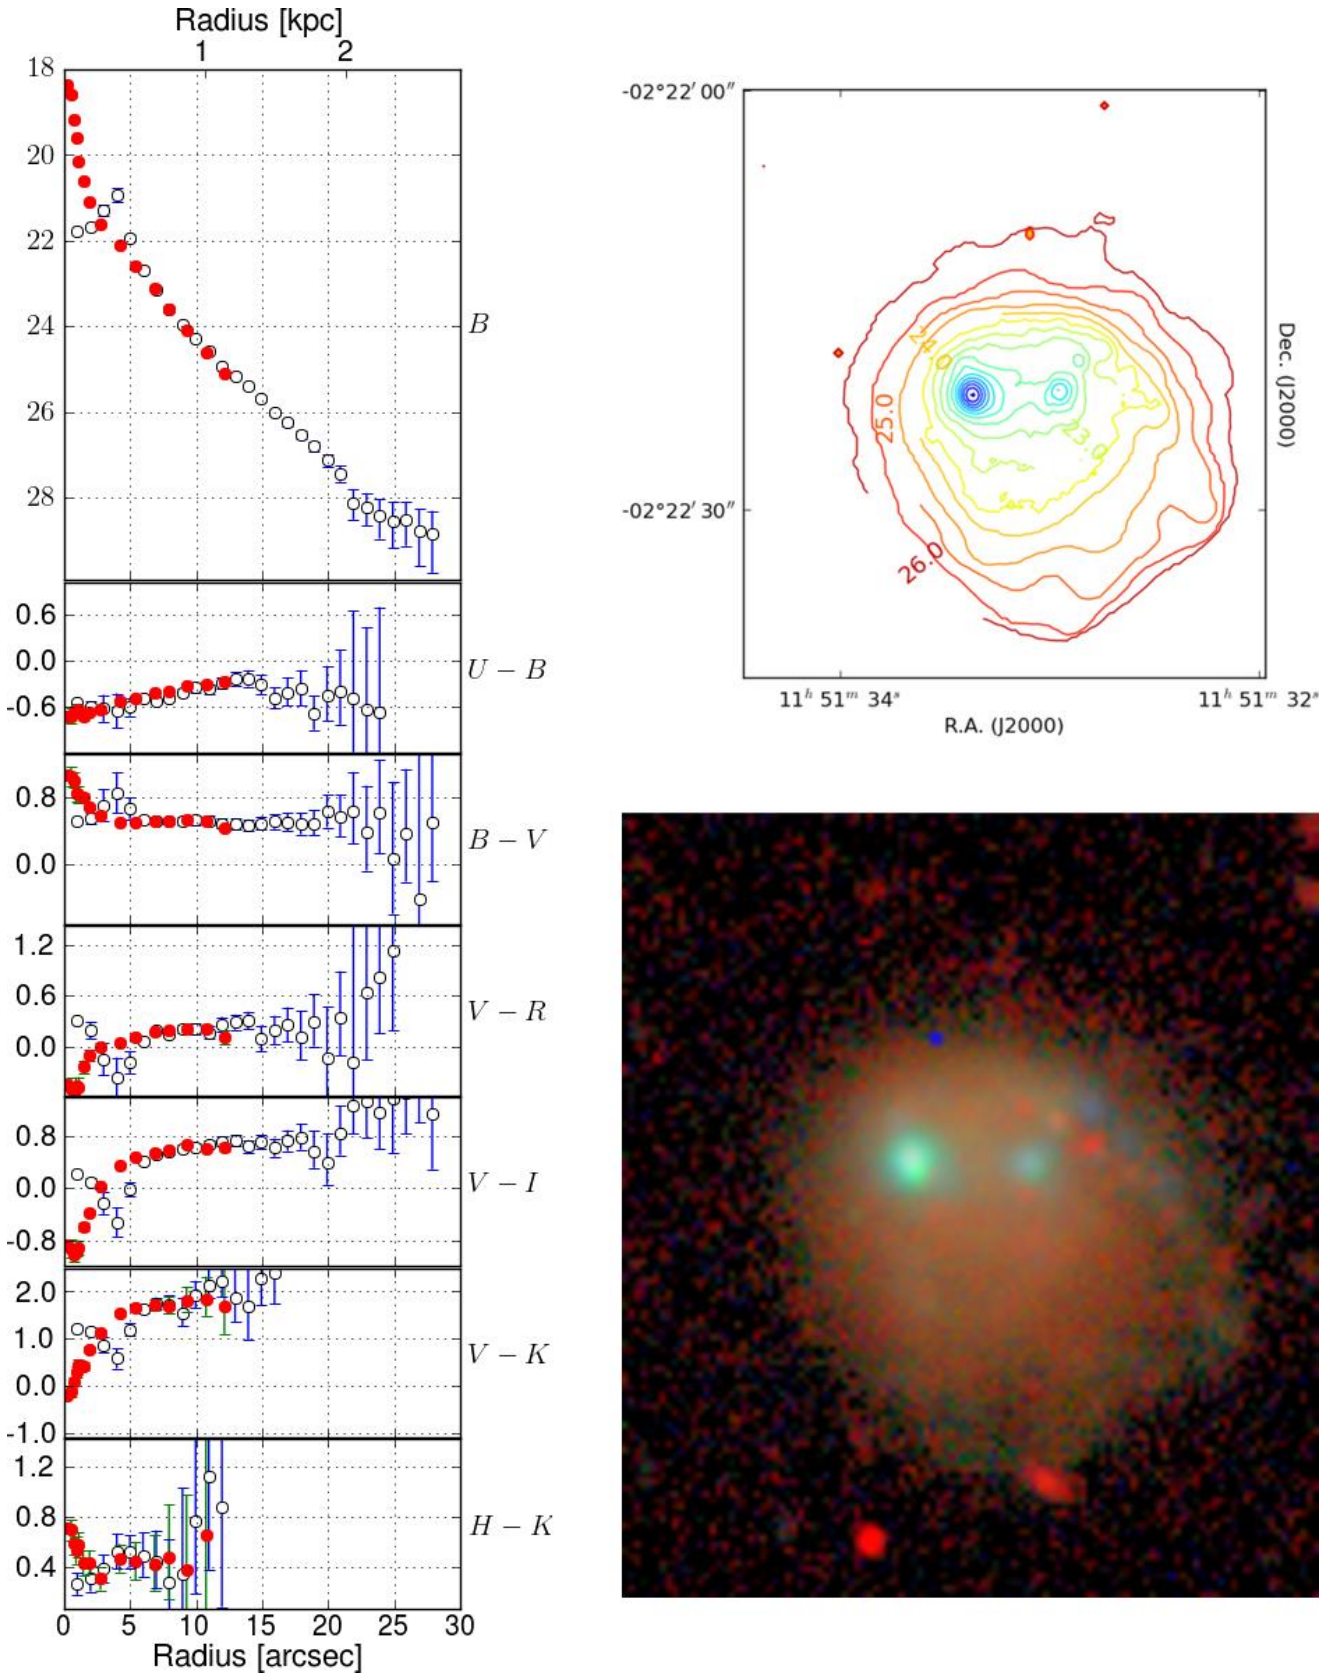 Radius [kpc]
1 2
18
20
22
24
26
28
B
0.6
0.0
-0.6
U − B
0.8
0.0
B − V
1.2
0.6
0.0
V − R
0.8
0.0
-0.8
V − I
2.0
1.0
0.0
-1.0
V − K
1.2
0.8
0.4
H − K
0 5 10 15 20 25 30
Radius [arcsec]
-02°22′ 00″
-02°22′ 30″
24.0
25.0
23.0
26.0
Dec. (J2000)
11ʰ 51ᵐ 34ˢ 11ʰ 51ᵐ 32ˢ
R.A. (J2000)